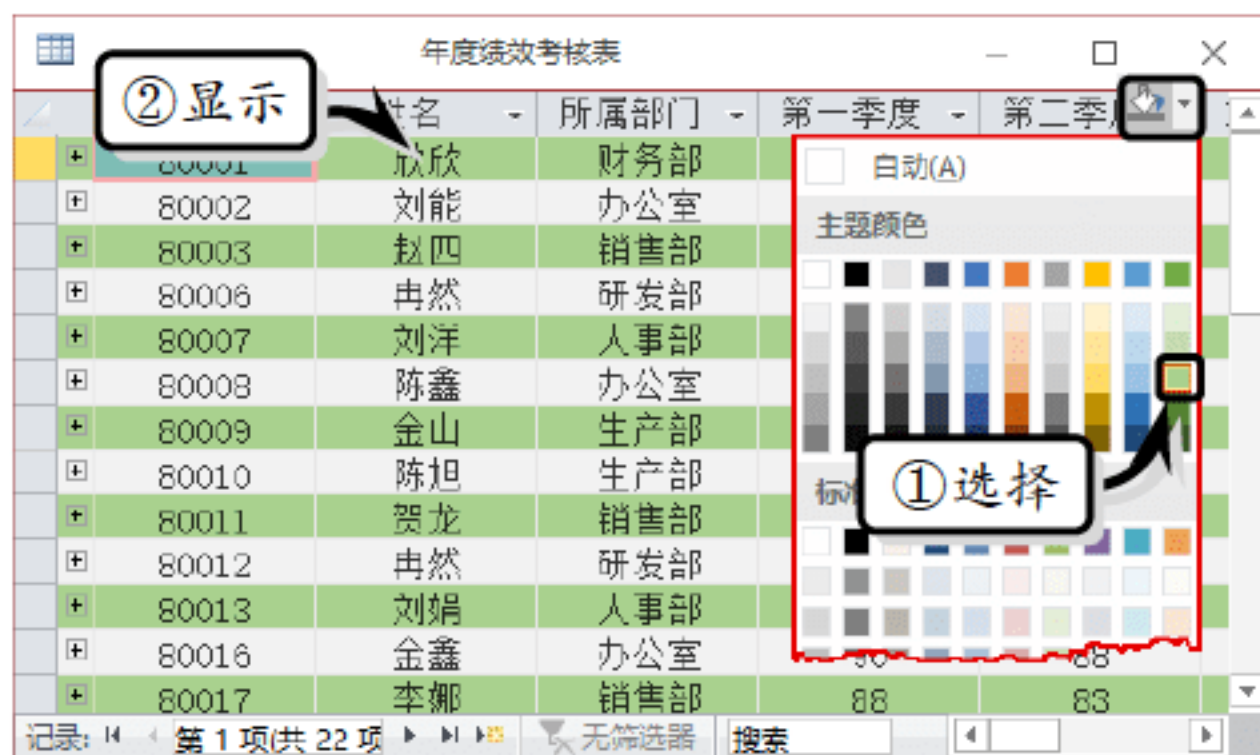 年度绩效考核表
②显示
姓名 所属部门 第一季度 第二季
80001 欣欣 财务部
自动(A)
80002 刘能 办公室
主题颜色
80003 赵四 销售部
80006 冉然 研发部
80007 刘洋 人事部
80008 陈鑫 办公室
80009 金山 生产部
80010 陈旭 生产部
标
①选择
80011 贺龙 销售部
80012 冉然 研发部
80013 刘娟 人事部
80016 金鑫 办公室 90 88
80017 李娜 销售部 88 83
记录: 第 1 项(共 22 项 无筛选器 搜索